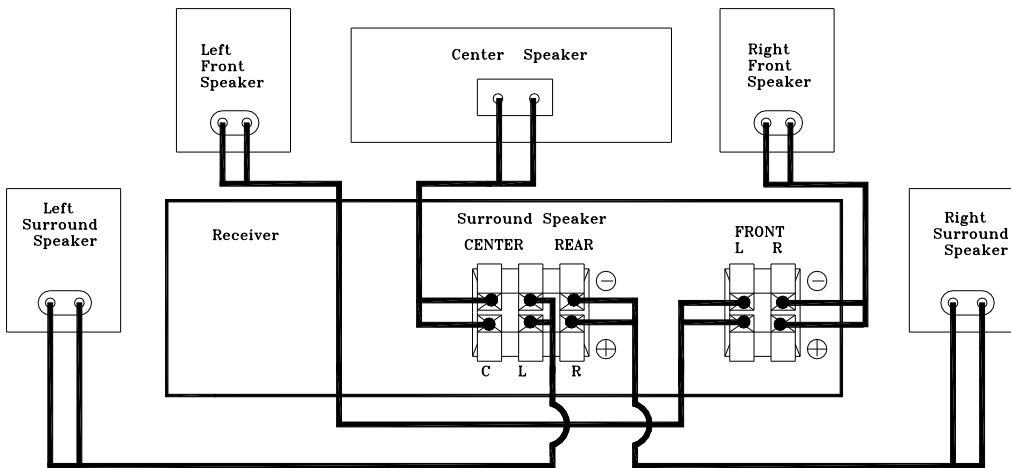 Left
Front
Speaker
Center Speaker
Right
Front
Speaker
Left
Surround
Speaker
Receiver
Surround Speaker
CENTER REAR
FRONT
L R
Right
Surround
Speaker
C L R